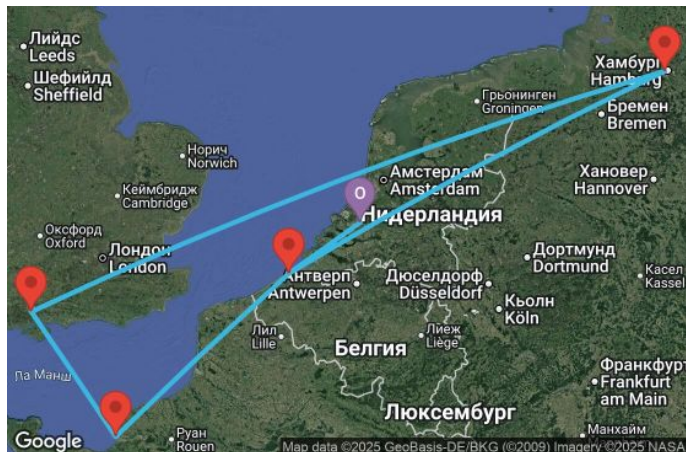 Лийдс
Leeds
Шефийлд
Sheffield
Норич
Norwich
Кеймбридж
Cambridge
Оксфорд
Oxford
Лондон
London
Ла Манш
Хамбург
Hamburg
Грьонинген
Groningen
Бремен
Bremen
Амстердам
Amsterdam
Хановер
Hannover
O
Нидерландия
Антверп
Antwerpen
Дюселдорф
Düsseldorf
Дортмунд
Dortmund
Касел
Kassel
Кьолн
Köln
Лил
Lille
Лиеж
Liège
Белгия
Франкфурт
Frankfurt
am Main
Люксембург
Руан
Rouen
Манхайм
Google
Map data ©2025 GeoBasis-DE/BKG (©2009) Imagery ©2025 NASA